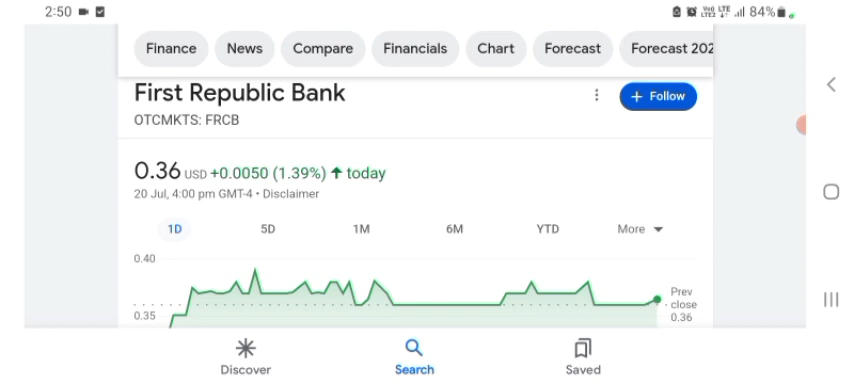 2:50 84%
Finance News Compare Financials Chart Forecast Forecast 202
First Republic Bank
+ Follow
OTCMKTS: FRCB
0.36 USD +0.0050 (1.39%) ↑ today
20 Jul, 4:00 pm GMT-4 • Disclaimer
1D 5D 1M 6M YTD More
0.40
0.35
Prev
close
0.36
Discover Search Saved